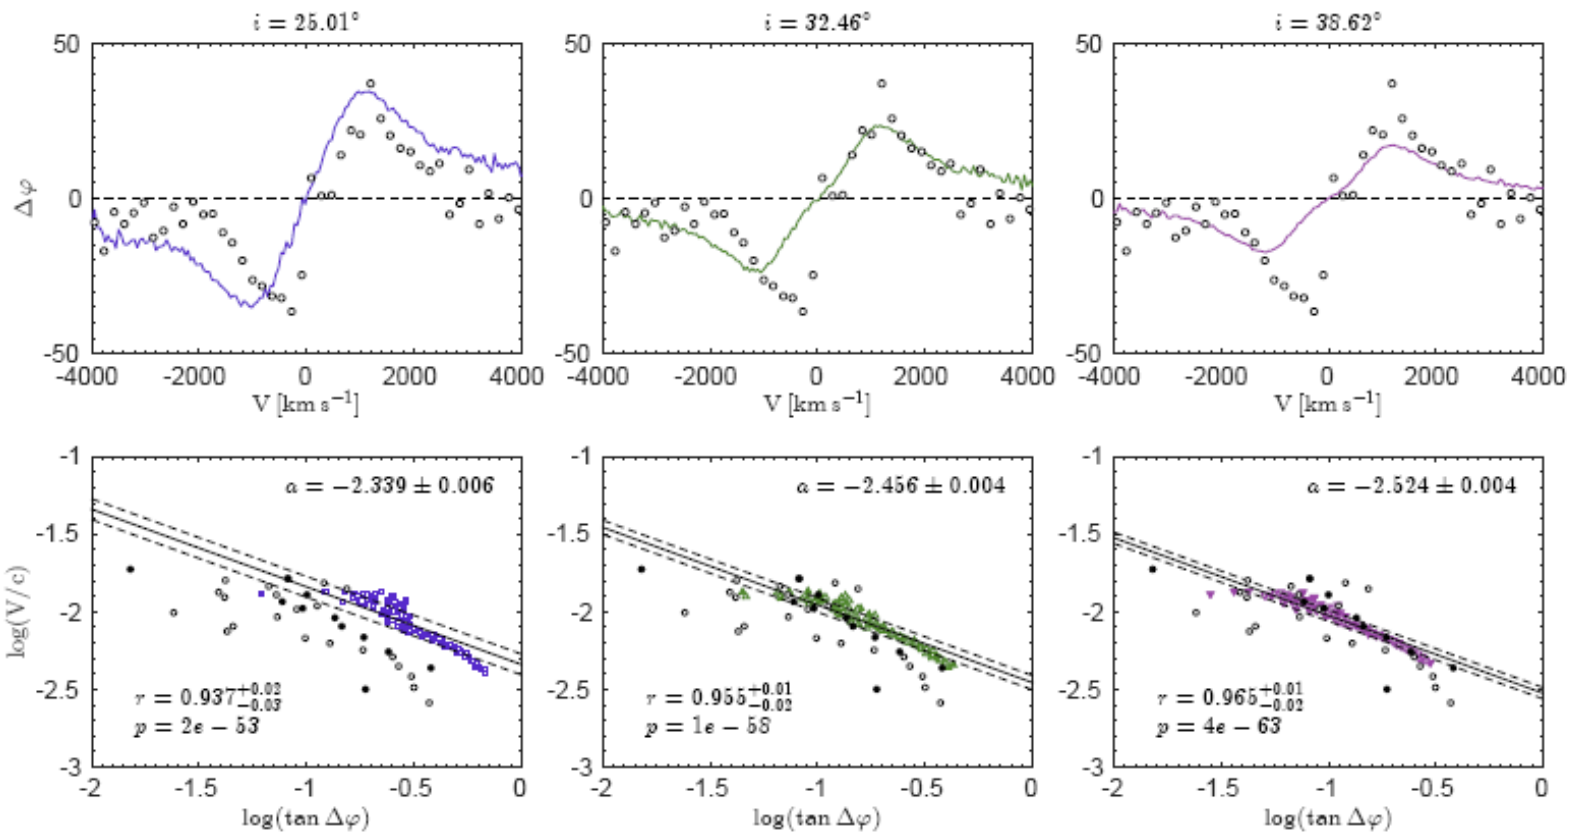 i = 25.01°
i = 32.46°
i = 38.62°
50
50
50
0
0
0
-50
-50
-50
Δφ
-4000 -2000 0 2000 4000
-4000 -2000 0 2000 4000
-4000 -2000 0 2000 4000
V [km s⁻¹]
V [km s⁻¹]
V [km s⁻¹]
-1
-1
-1
a = −2.339 ± 0.006
a = −2.456 ± 0.004
a = −2.524 ± 0.004
-1.5
-1.5
-1.5
-2
-2
-2
log(V/c)
-2.5
-2.5
-2.5
r = 0.937 +0.02 −0.03
p = 2e − 53
r = 0.955 +0.01 −0.02
p = 1e − 58
r = 0.965 +0.01 −0.02
p = 4e − 63
-3
-3
-3
-2 -1.5 -1 -0.5 0
-2 -1.5 -1 -0.5 0
-2 -1.5 -1 -0.5 0
log(tan Δφ)
log(tan Δφ)
log(tan Δφ)